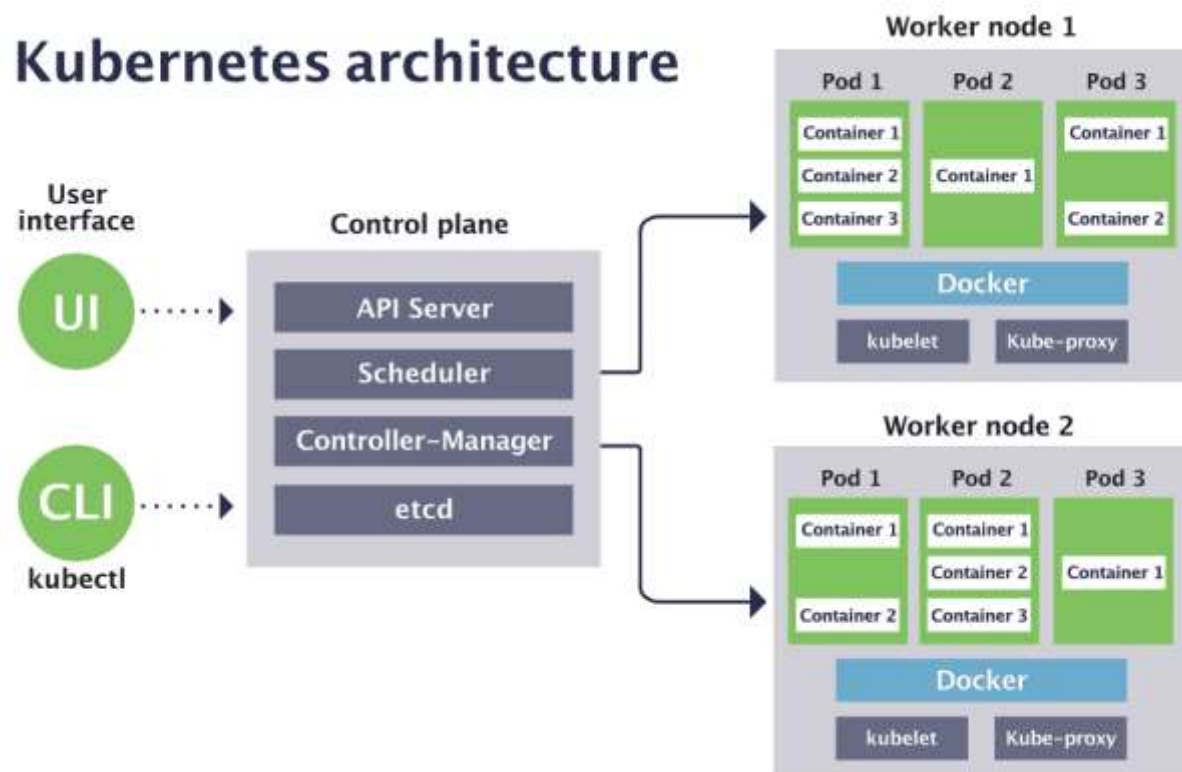 Kubernetes architecture
User
interface
UI
CLI
kubectl
Control plane
API Server
Scheduler
Controller-Manager
etcd
Worker node 1
Pod 1
Pod 2
Pod 3
Container 1
Container 2
Container 3
Container 1
Container 1
Container 2
Docker
kubelet
Kube-proxy
Worker node 2
Pod 1
Pod 2
Pod 3
Container 1
Container 2
Container 1
Container 2
Container 3
Container 1
Docker
kubelet
Kube-proxy